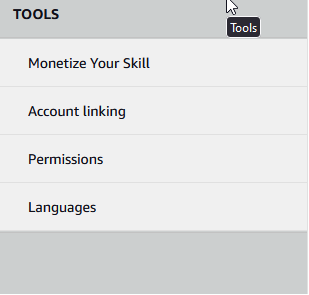 TOOLS
Tools
Monetize Your Skill
Account linking
Permissions
Languages